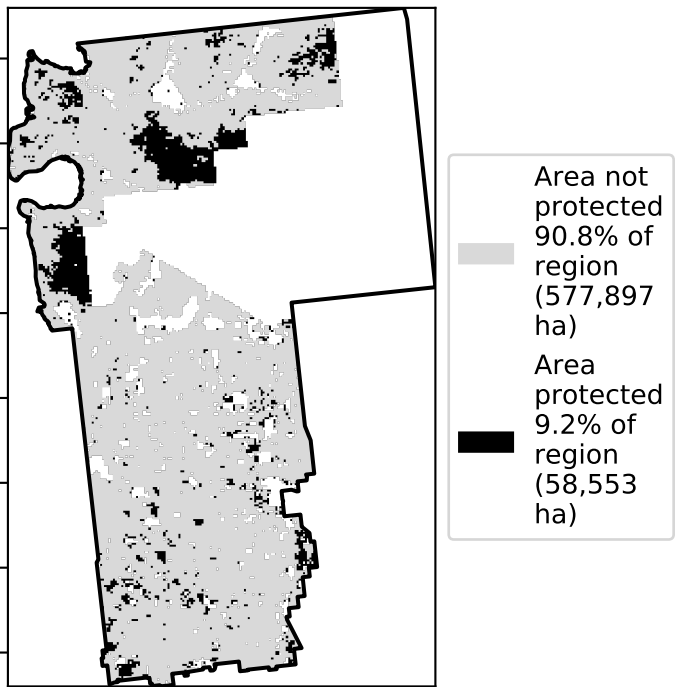 Area not
protected
90.8% of
region
(577,897
ha)
Area
protected
9.2% of
region
(58,553
ha)